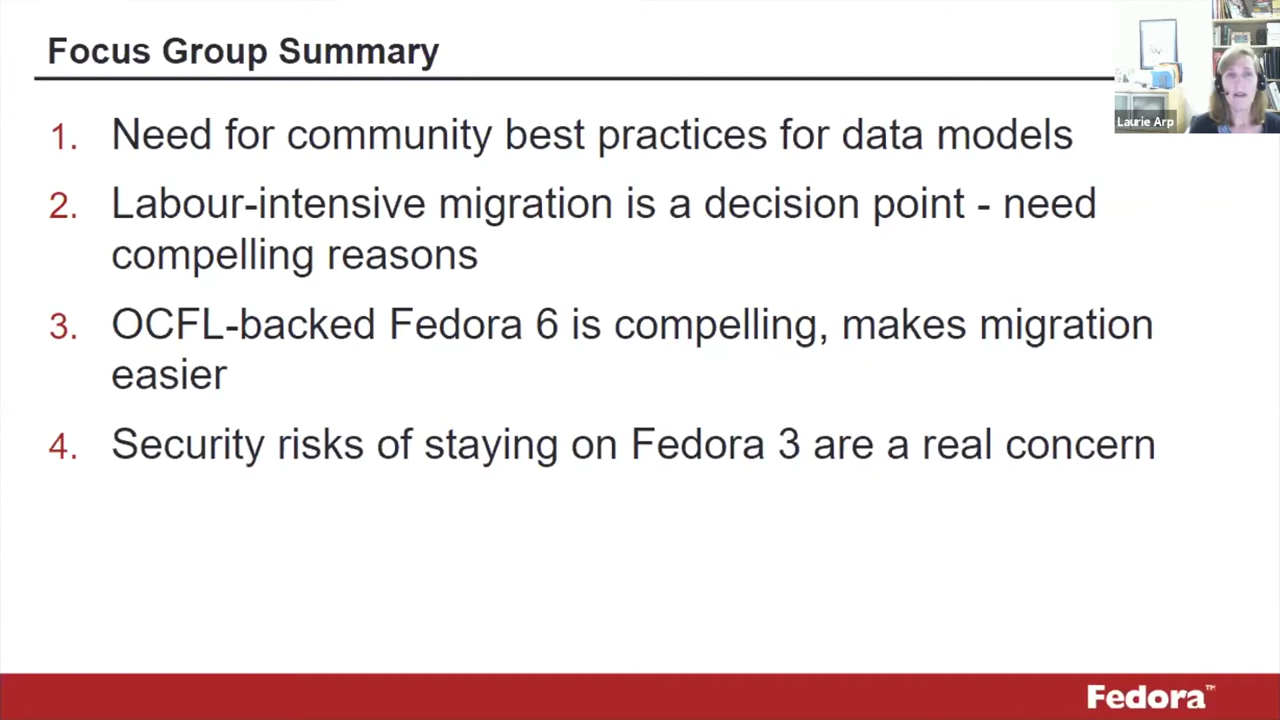 Focus Group Summary
Laurie Arp
1. Need for community best practices for data models
2. Labour-intensive migration is a decision point - need
compelling reasons
3. OCFL-backed Fedora 6 is compelling, makes migration
easier
4. Security risks of staying on Fedora 3 are a real concern
Fedora™